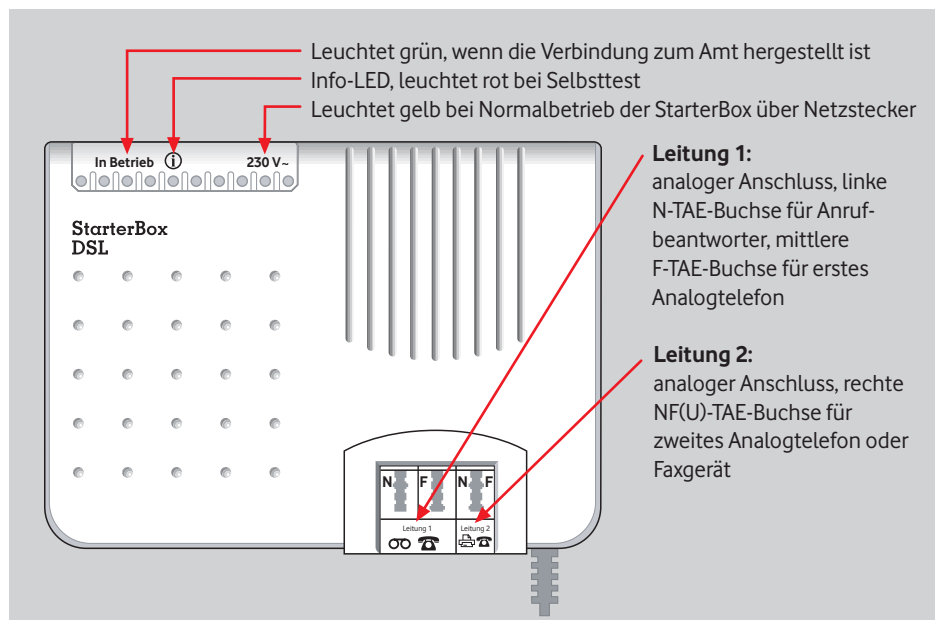 Leuchtet grün, wenn die Verbindung zum Amt hergestellt ist
Info-LED, leuchtet rot bei Selbsttest
Leuchtet gelb bei Normalbetrieb der StarterBox über Netzstecker
In Betrieb i 230 V~
StarterBox
DSL
Leitung 1:
analoger Anschluss, linke
N-TAE-Buchse für Anruf-
beantworter, mittlere
F-TAE-Buchse für erstes
Analogtelefon
Leitung 2:
analoger Anschluss, rechte
NF(U)-TAE-Buchse für
zweites Analogtelefon oder
Faxgerät
N F N F
Leitung 1 Leitung 2